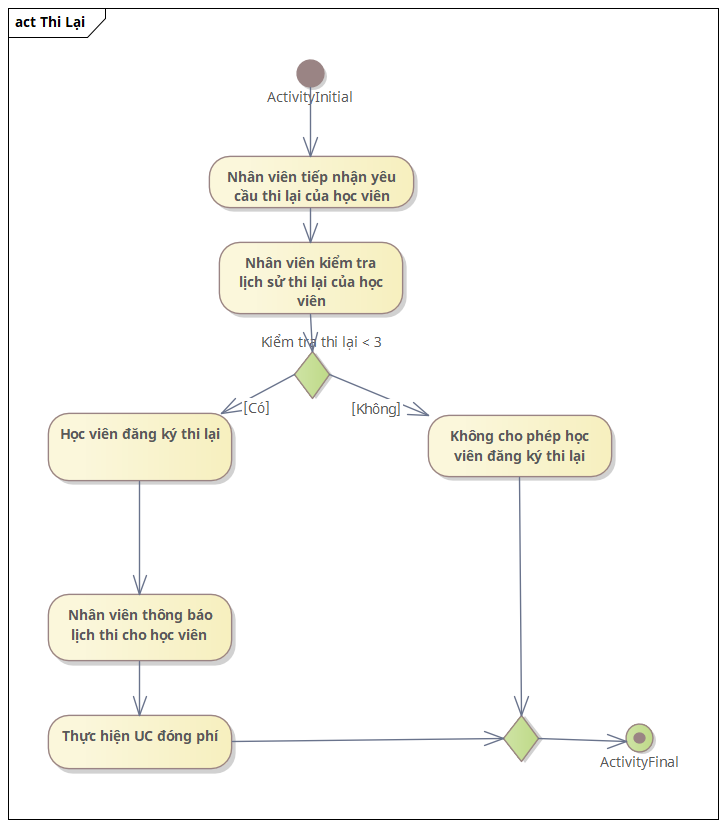 act Thi Lại
ActivityInitial
Nhân viên tiếp nhận yêu
cầu thi lại của học viên
Nhân viên kiểm tra
lịch sử thi lại của học
viên
Kiểm tra thi lại < 3
[Có]
[Không]
Học viên đăng ký thi lại
Không cho phép học
viên đăng ký thi lại
Nhân viên thông báo
lịch thi cho học viên
Thực hiện UC đóng phí
ActivityFinal